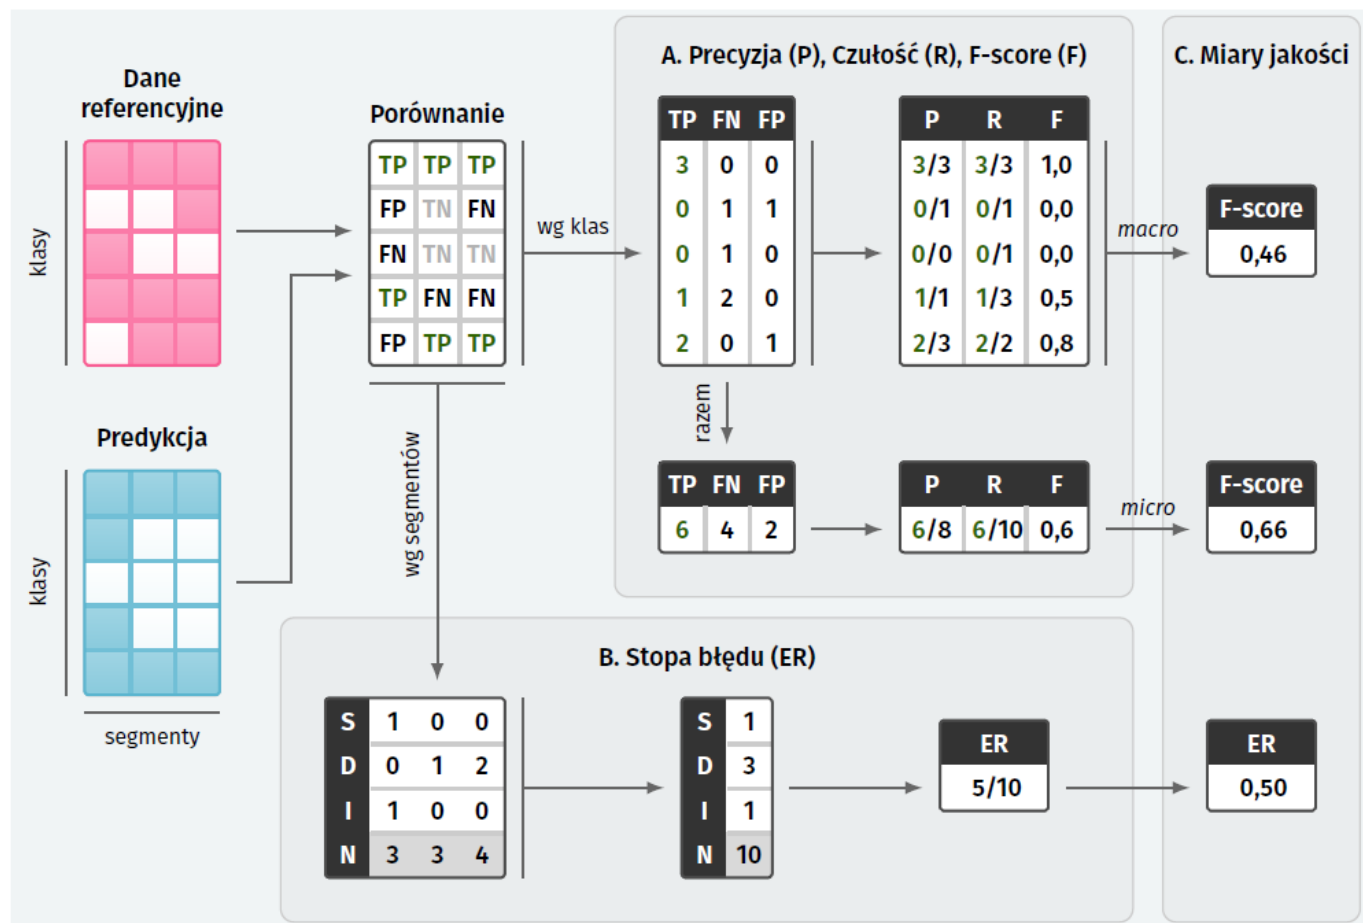 Dane
referencyjne
klasy
Predykcja
klasy
segmenty
Porównanie
TP TP TP
FP TN FN
FN TN TN
TP FN FN
FP TP TP
wg klas
wg segmentów
A. Precyzja (P), Czułość (R), F-score (F)
TP FN FP
3 0 0
0 1 1
0 1 0
1 2 0
2 0 1
P R F
3/3 3/3 1,0
0/1 0/1 0,0
0/0 0/1 0,0
1/1 1/3 0,5
2/3 2/2 0,8
razem
TP FN FP
6 4 2
P R F
6/8 6/10 0,6
macro
micro
B. Stopa błędu (ER)
S 1 0 0
D 0 1 2
I 1 0 0
N 3 3 4
S 1
D 3
I 1
N 10
ER
5/10
C. Miary jakości
F-score
0,46
F-score
0,66
ER
0,50